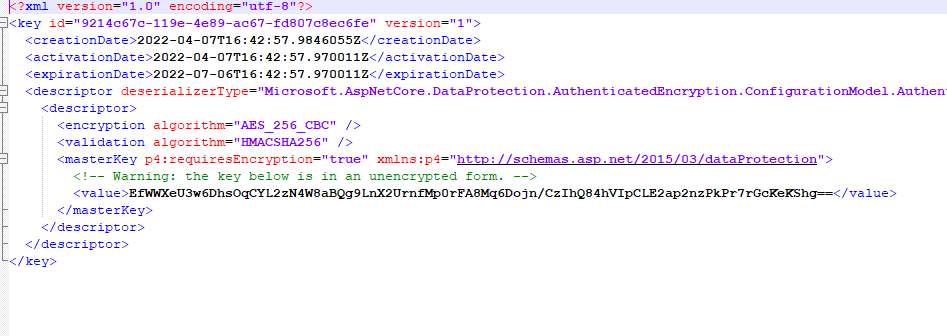 <?xml version="1.0" encoding="utf-8"?>
<key id="9214c67c-119e-4e89-ac67-fd807c8ec6fe" version="1">
<creationDate>2022-04-07T16:42:57.9846055Z</creationDate>
<activationDate>2022-04-07T16:42:57.970011Z</activationDate>
<expirationDate>2022-07-06T16:42:57.970011Z</expirationDate>
<descriptor deserializerType="Microsoft.AspNetCore.DataProtection.AuthenticatedEncryption.ConfigurationModel.Authen
<descriptor>
<encryption algorithm="AES_256_CBC" />
<validation algorithm="HMACSHA256" />
<masterKey p4:requiresEncryption="true" xmlns:p4="http://schemas.asp.net/2015/03/dataProtection">
<!-- Warning: the key below is in an unencrypted form. -->
<value>EfWWXeU3w6DhsOqCYL2zN4W8aBQg9LnX2UrnfMp0rFA8Mq6Dojn/CzIhQ84hVIpCLE2ap2nzPkPr7rGcKeKShg==</value>
</masterKey>
</descriptor>
</descriptor>
</key>